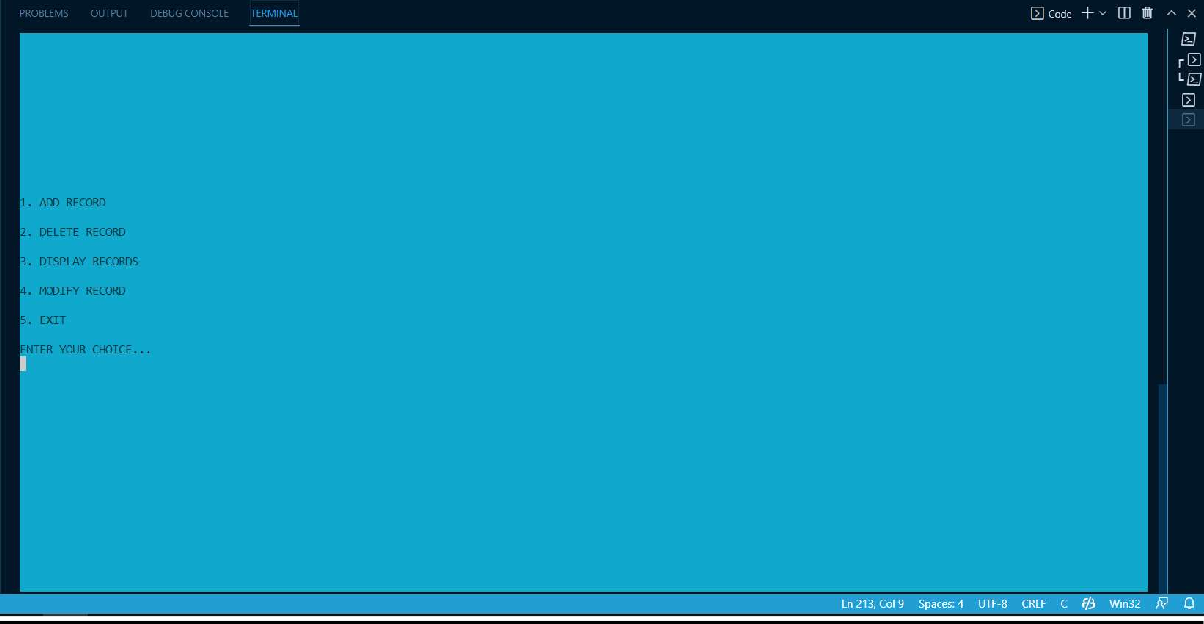 PROBLEMS OUTPUT DEBUG CONSOLE TERMINAL Code
1. ADD RECORD
2. DELETE RECORD
3. DISPLAY RECORDS
4. MODIFY RECORD
5. EXIT
ENTER YOUR CHOICE...
Ln 213, Col 9 Spaces: 4 UTF-8 CRLF C Win32